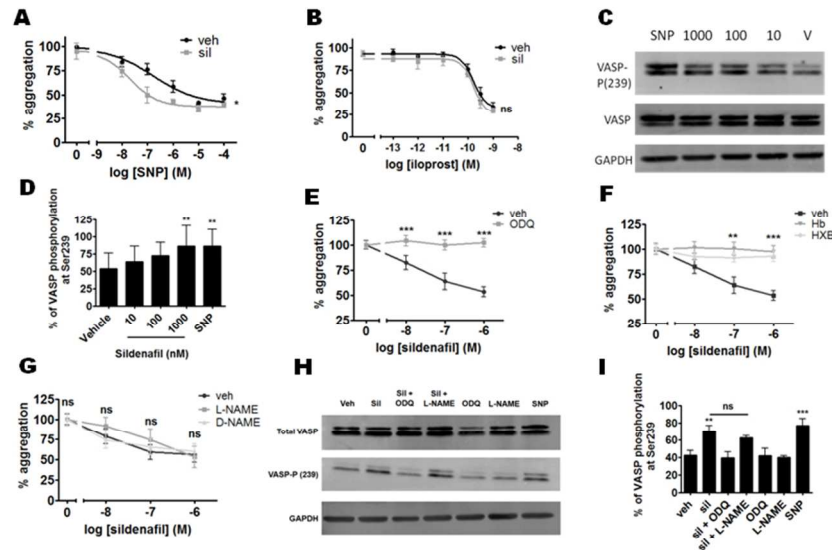 A
% aggregation
100
75
50
25
0
0
-9
-8
-7
-6
-5
-4
log [SNP] (M)
veh
sil
*
B
% aggregation
100
75
50
25
0
0
-13
-12
-11
-10
-9
-8
log [iloprost] (M)
veh
sil
ns
C
SNP 1000 100 10 V
VASP-
P(239)
VASP
GAPDH
D
% of VASP phosphorylation
at Ser239
125
100
75
50
25
0
** **
Vehicle
10
100
1000
SNP
Sildenafil (nM)
E
% aggregation
125
100
75
50
25
*** *** ***
veh
ODQ
0 -8 -7 -6
log [sildenafil] (M)
F
% aggregation
125
100
75
50
25
0
** ***
veh
Hb
HXB
0 -8 -7 -6
log [sildenafil] (M)
G
% aggregation
125
100
75
50
25
0
ns ns ns ns
veh
L-NAME
D-NAME
0 -8 -7 -6
log [sildenafil] (M)
H
Veh Sil Sil + ODQ Sil + L-NAME ODQ L-NAME SNP
Total VASP
VASP-P (239)
GAPDH
I
% of VASP phosphorylation
at Ser239
100
80
60
40
20
0
** ns ***
veh
sil
sil + ODQ
sil + L-NAME
ODQ
L-NAME
SNP